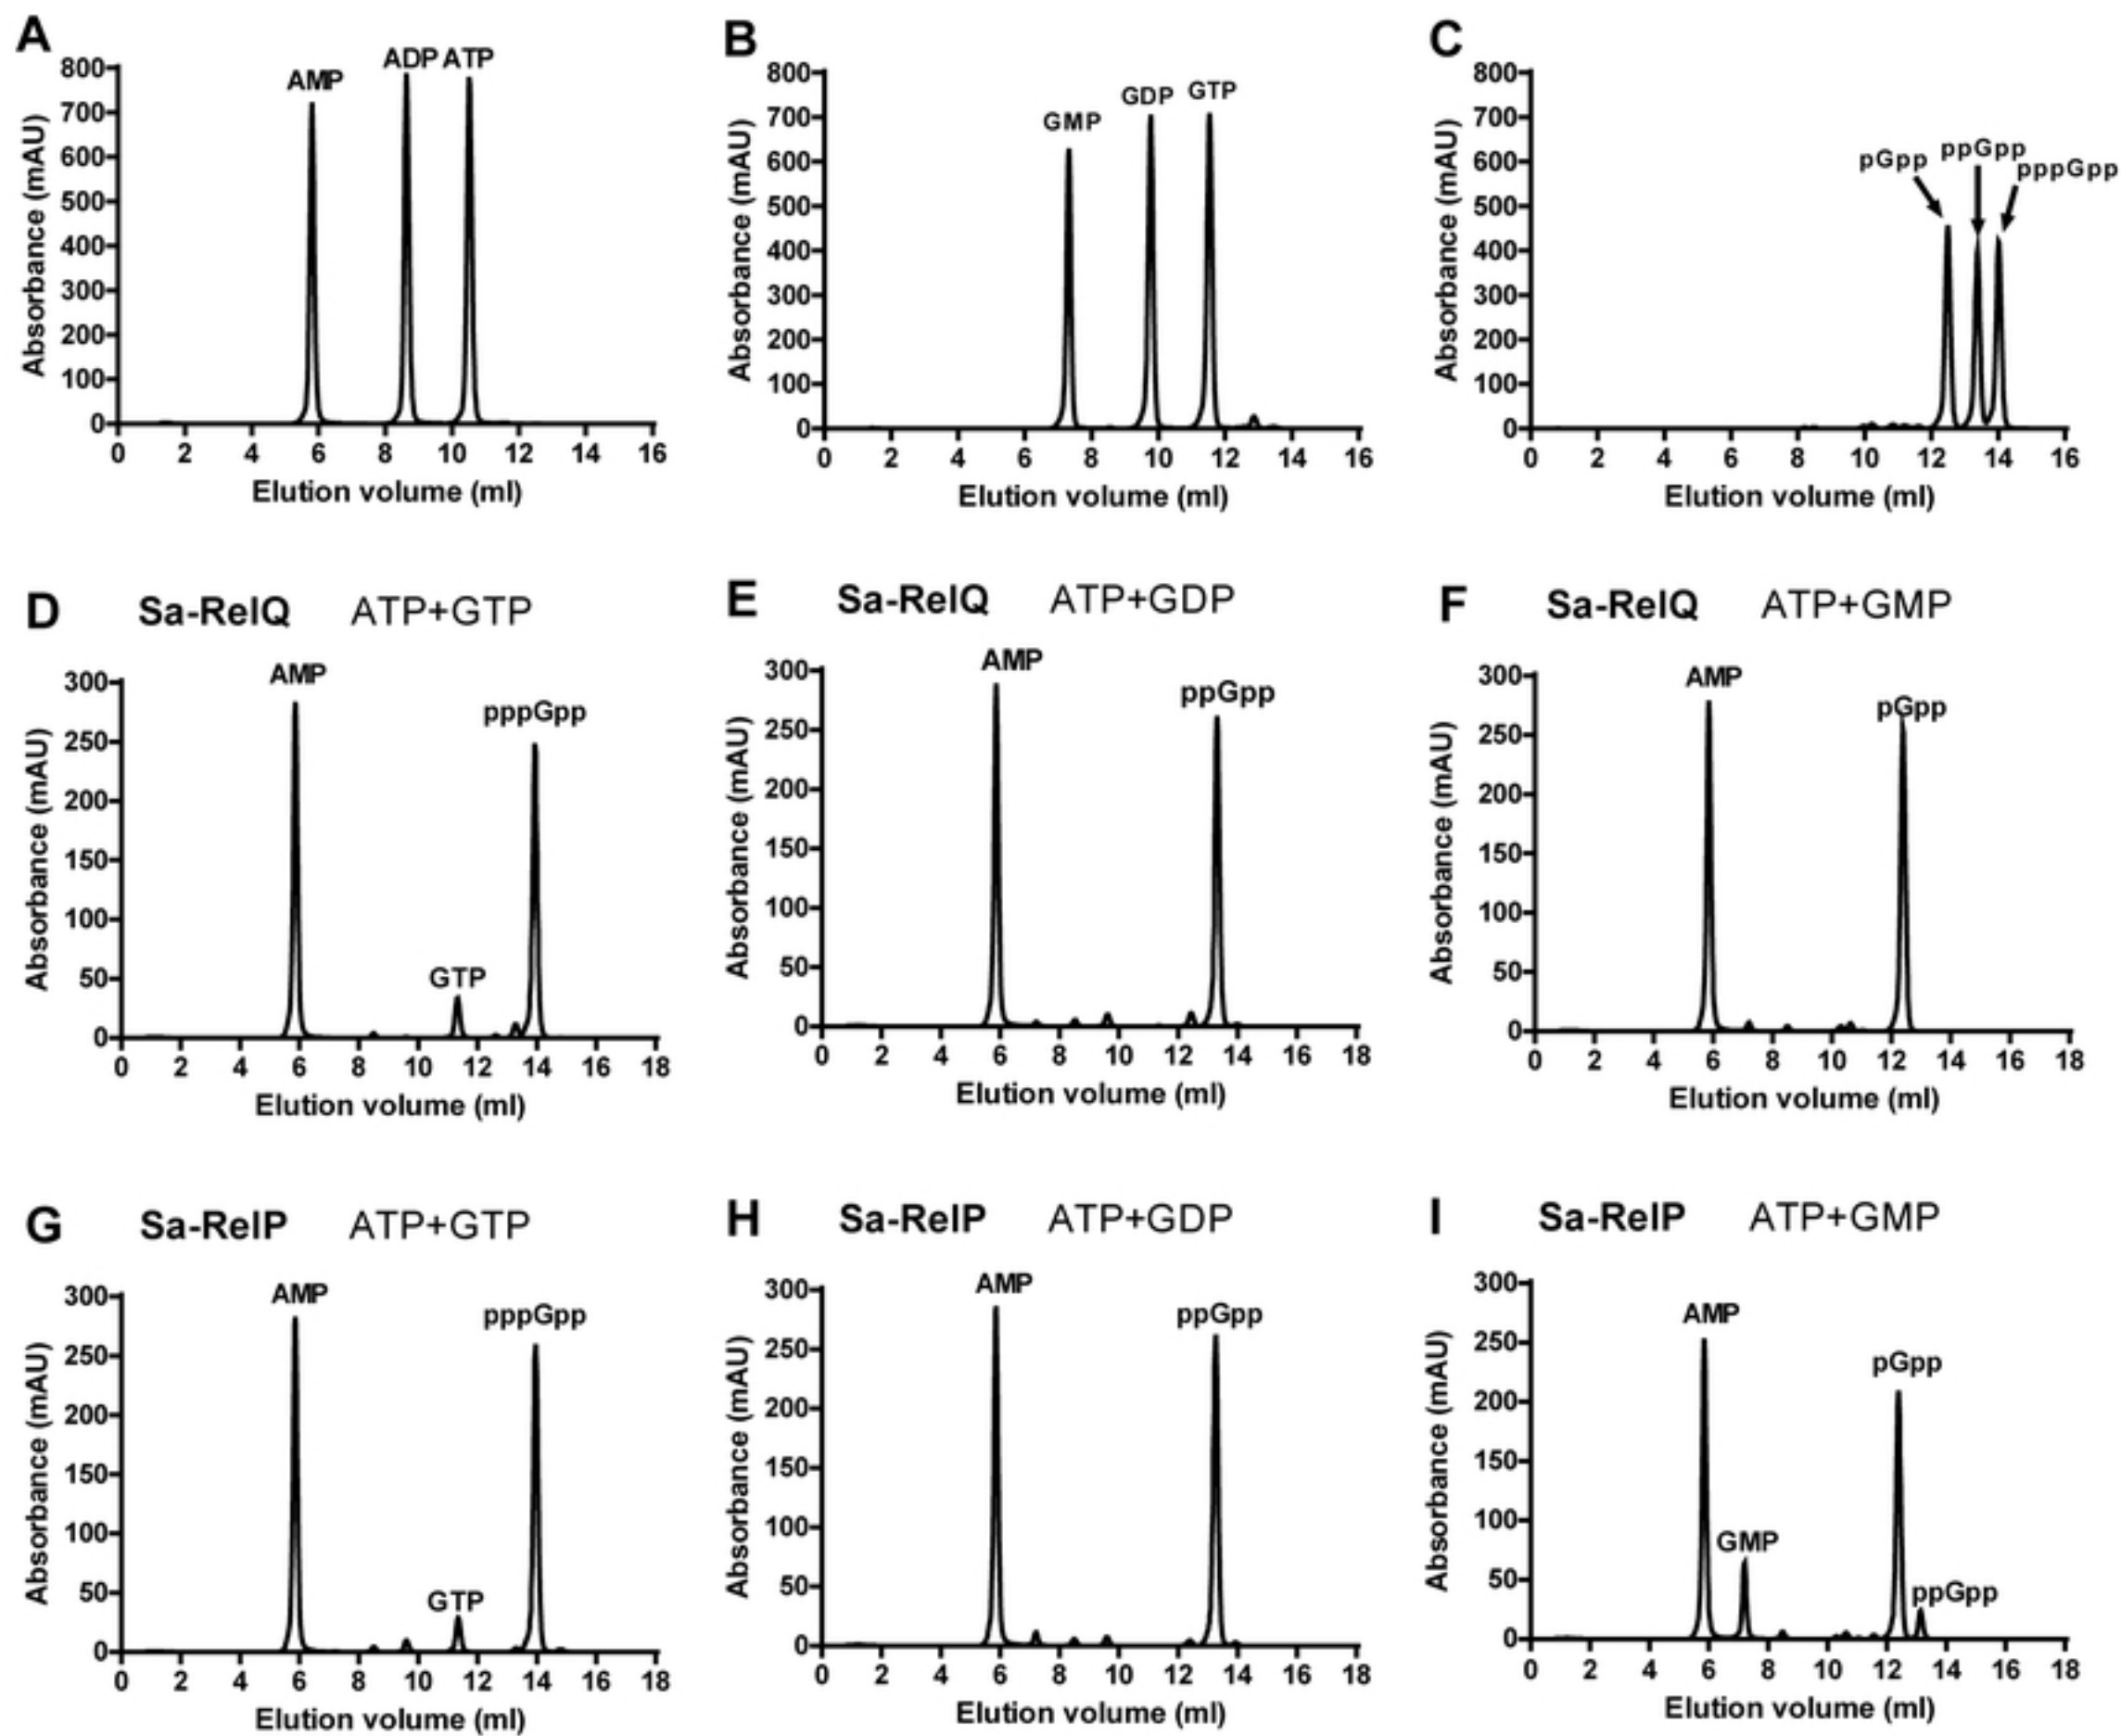 A
AMP
ADP ATP
800
700
600
500
400
300
200
100
0
0 2 4 6 8 10 12 14 16
Absorbance (mAU)
Elution volume (ml)
B
GMP
GDP
GTP
800
700
600
500
400
300
200
100
0
0 2 4 6 8 10 12 14 16
Absorbance (mAU)
Elution volume (ml)
C
pGpp
ppGpp
pppGpp
800
700
600
500
400
300
200
100
0
0 2 4 6 8 10 12 14 16
Absorbance (mAU)
Elution volume (ml)
D Sa-RelQ ATP+GTP
AMP
pppGpp
GTP
300
250
200
150
100
50
0
0 2 4 6 8 10 12 14 16 18
Absorbance (mAU)
Elution volume (ml)
E Sa-RelQ ATP+GDP
AMP
ppGpp
300
250
200
150
100
50
0
0 2 4 6 8 10 12 14 16 18
Absorbance (mAU)
Elution volume (ml)
F Sa-RelQ ATP+GMP
AMP
pGpp
300
250
200
150
100
50
0
0 2 4 6 8 10 12 14 16 18
Absorbance (mAU)
Elution volume (ml)
G Sa-RelP ATP+GTP
AMP
pppGpp
GTP
300
250
200
150
100
50
0
0 2 4 6 8 10 12 14 16 18
Absorbance (mAU)
Elution volume (ml)
H Sa-RelP ATP+GDP
AMP
ppGpp
300
250
200
150
100
50
0
0 2 4 6 8 10 12 14 16 18
Absorbance (mAU)
Elution volume (ml)
I Sa-RelP ATP+GMP
AMP
pGpp
GMP
ppGpp
300
250
200
150
100
50
0
0 2 4 6 8 10 12 14 16 18
Absorbance (mAU)
Elution volume (ml)